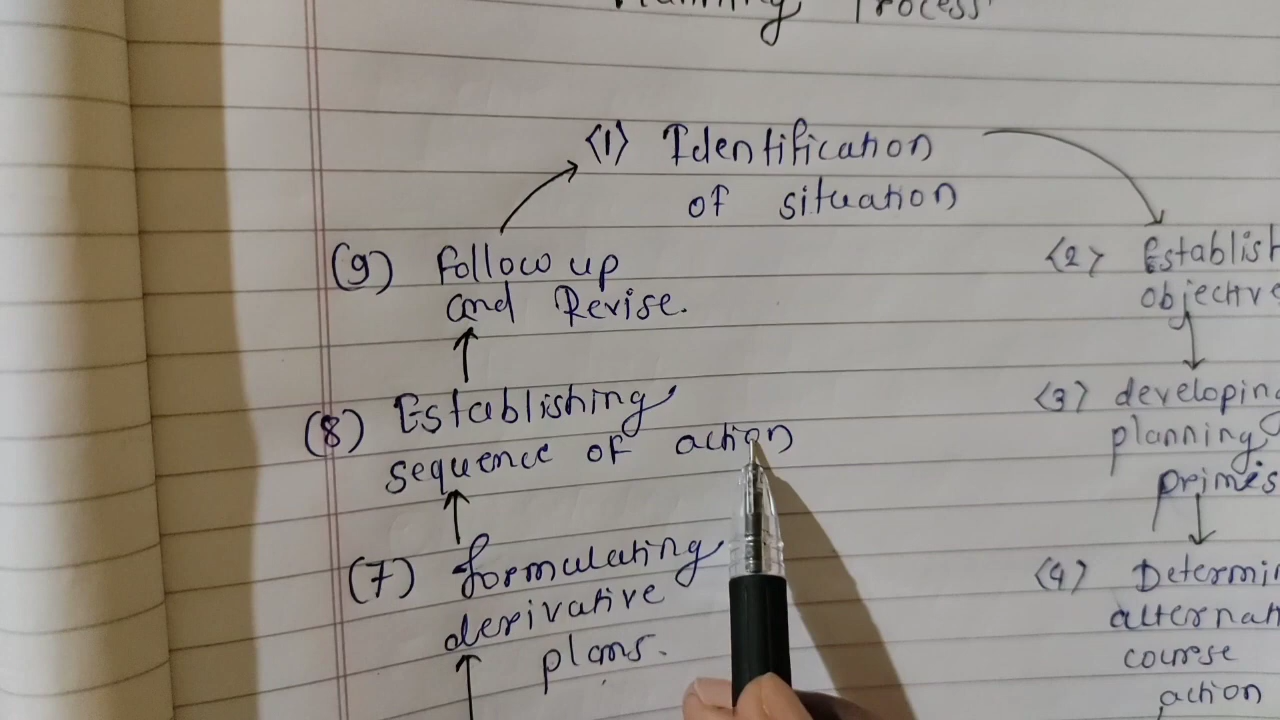 Planning Process
<1> Identification
of situation
(9) Follow up
and Revise.
<2> Establish
objective
(8) Establishing
sequence of action
<3> developing
planning
primis
(7) formulating
derivative
plans.
<4> Determin
alternat
course
action